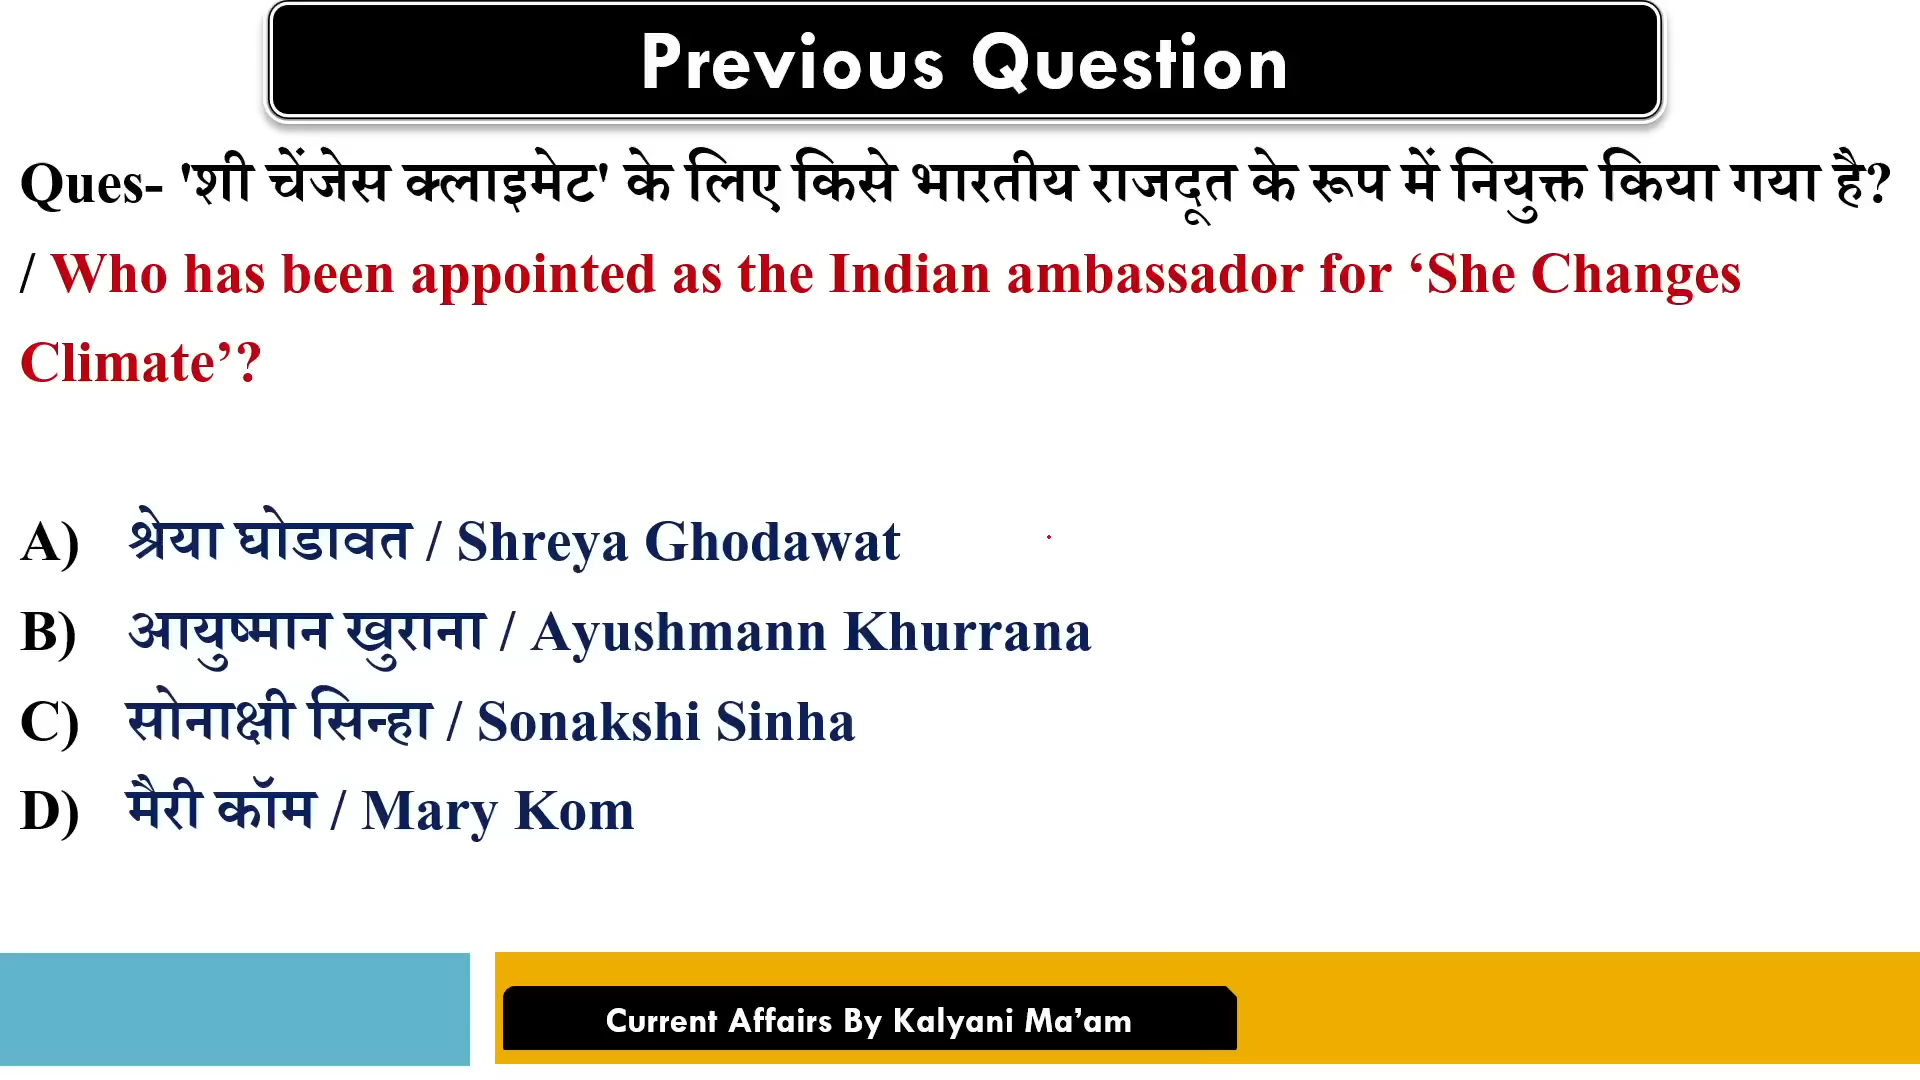 Previous Question
Ques- 'शी चेंजेस क्लाइमेट' के लिए किसे भारतीय राजदूत के रूप में नियुक्त किया गया है?
/ Who has been appointed as the Indian ambassador for ‘She Changes
Climate’?
A) श्रेया घोडावत / Shreya Ghodawat
B) आयुष्मान खुराना / Ayushmann Khurrana
C) सोनाक्षी सिन्हा / Sonakshi Sinha
D) मैरी कॉम / Mary Kom
Current Affairs By Kalyani Ma’am